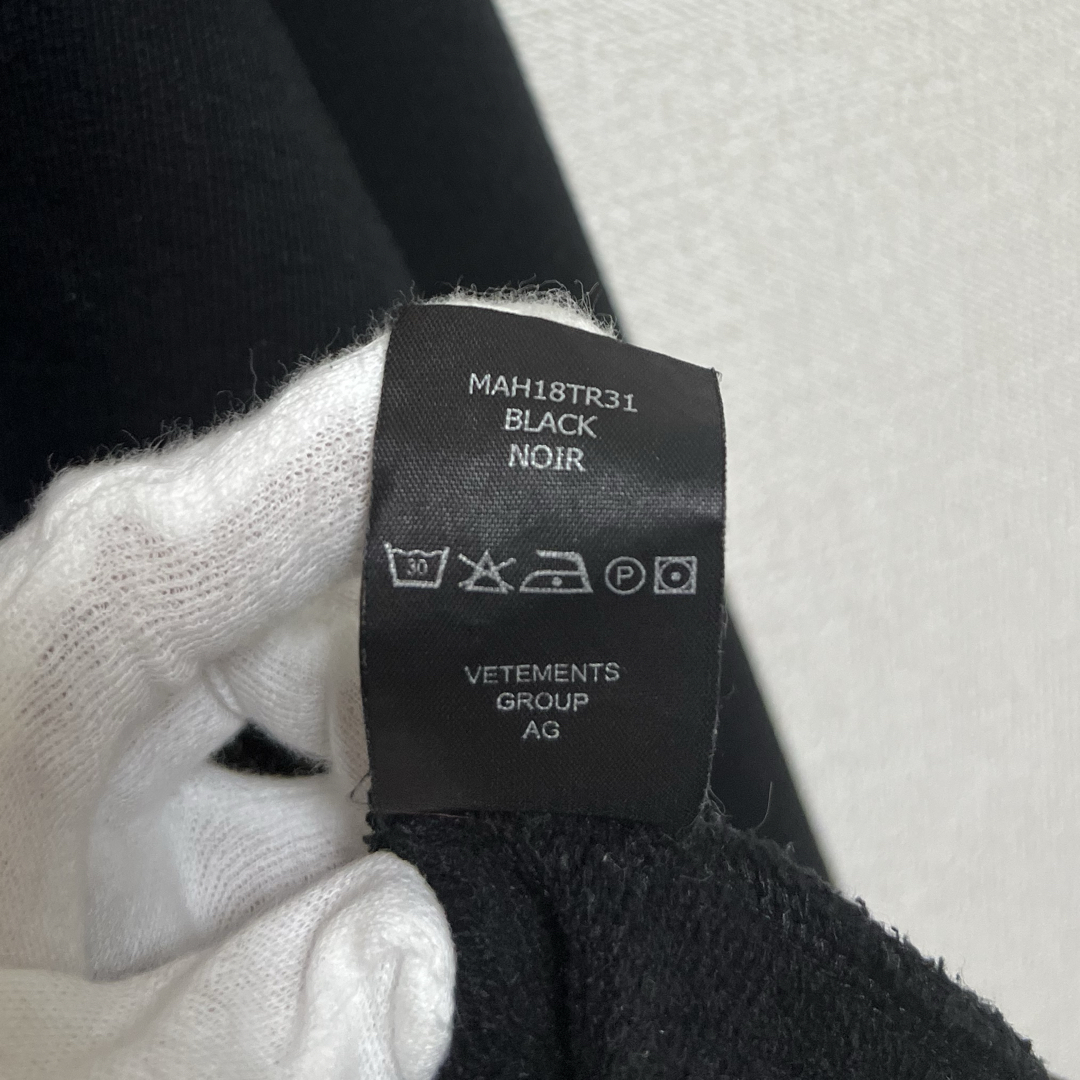 MAH18TR31
BLACK
NOIR
30
P
VETEMENTS
GROUP
AG